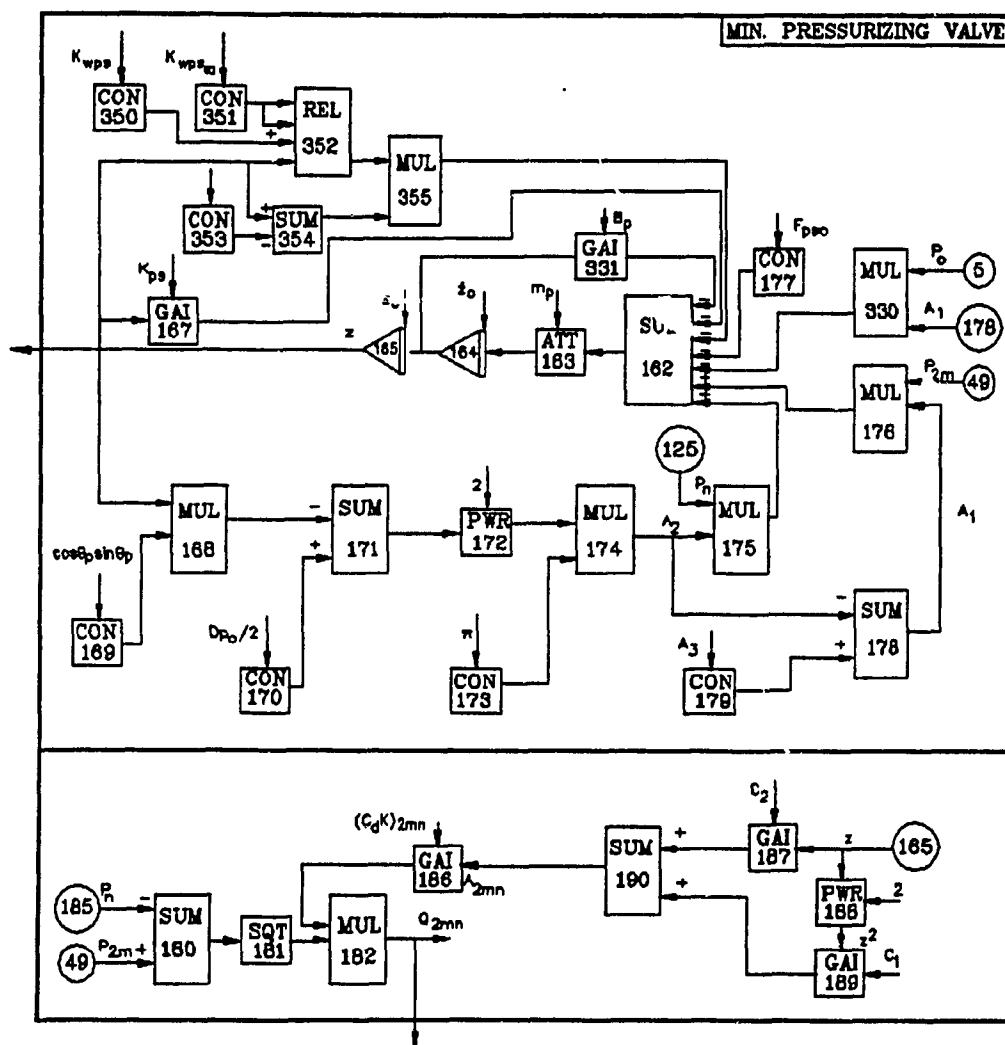 MIN. PRESSURIZING VALVE
K_wps
K_wps
CON 350
CON 351
REL 352
+
MUL 355
CON 353
+
-
SUM 354
K_ps
GAI 167
B_p
GAI 331
F_pso
CON 177
MUL 330
P_o
5
A_1
178
P_2m
49
MUL 176
z
165
ż_o
164
m_p
ATT 163
162
125
P_n
MUL 175
A_1
MUL 168
cosθ_p sinθ_p
CON 169
-
+
SUM 171
D_po/2
CON 170
2
PWR 172
MUL 174
A_2
π
CON 173
A_3
CON 179
-
+
SUM 178
C_2
GAI 187
z
165
PWR 188
2
z^2
GAI 189
C_1
+
+
SUM 190
(C_d K)_2mn
GAI 186
A_2mn
185
P_n
-
49
P_2m
+
SUM 180
SQT 181
MUL 182
Q_2mn